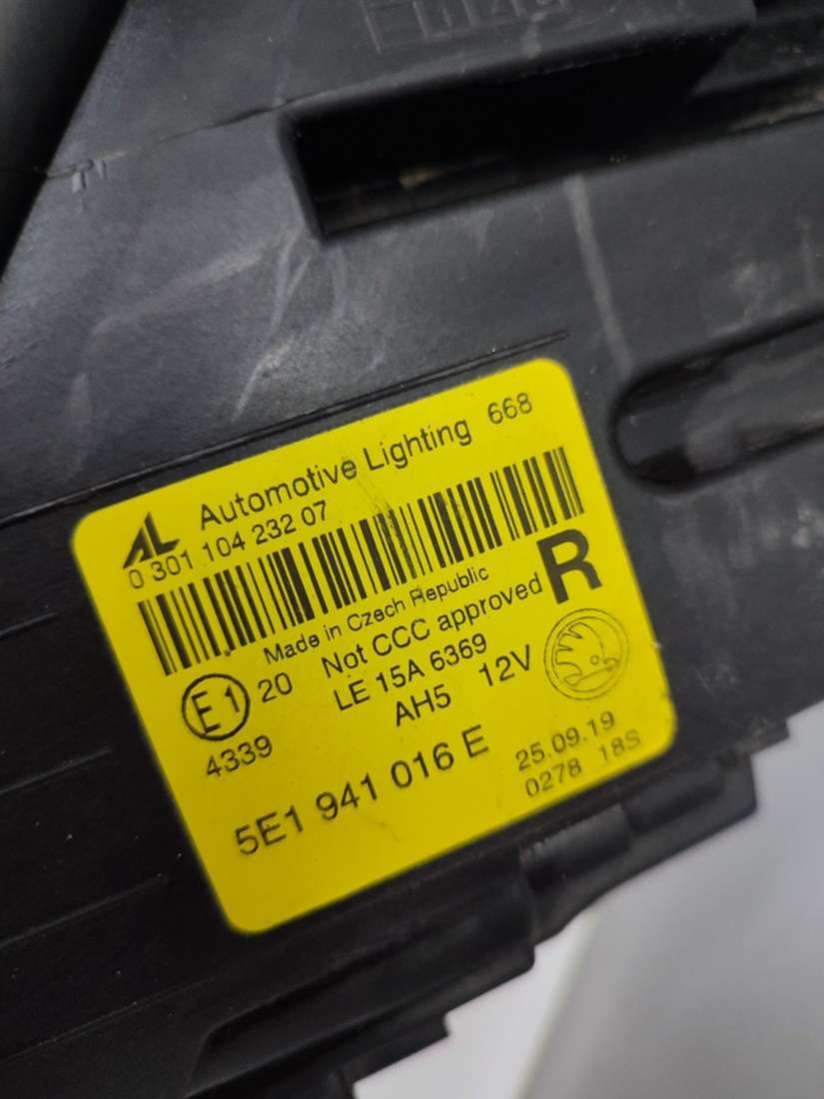 AL Automotive Lighting 668
0 301 104 232 07
Made in Czech Republic
R
E1 20 Not CCC approved
4339 LE 15A 6369
AH5 12V
5E1 941 016 E
25.09.19
0278 18S